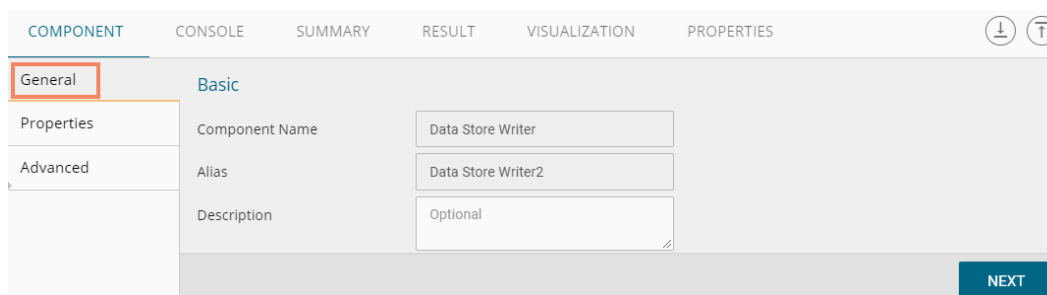 COMPONENT CONSOLE SUMMARY RESULT VISUALIZATION PROPERTIES
General
Properties
Advanced
Basic
Component Name Data Store Writer
Alias Data Store Writer2
Description Optional
NEXT